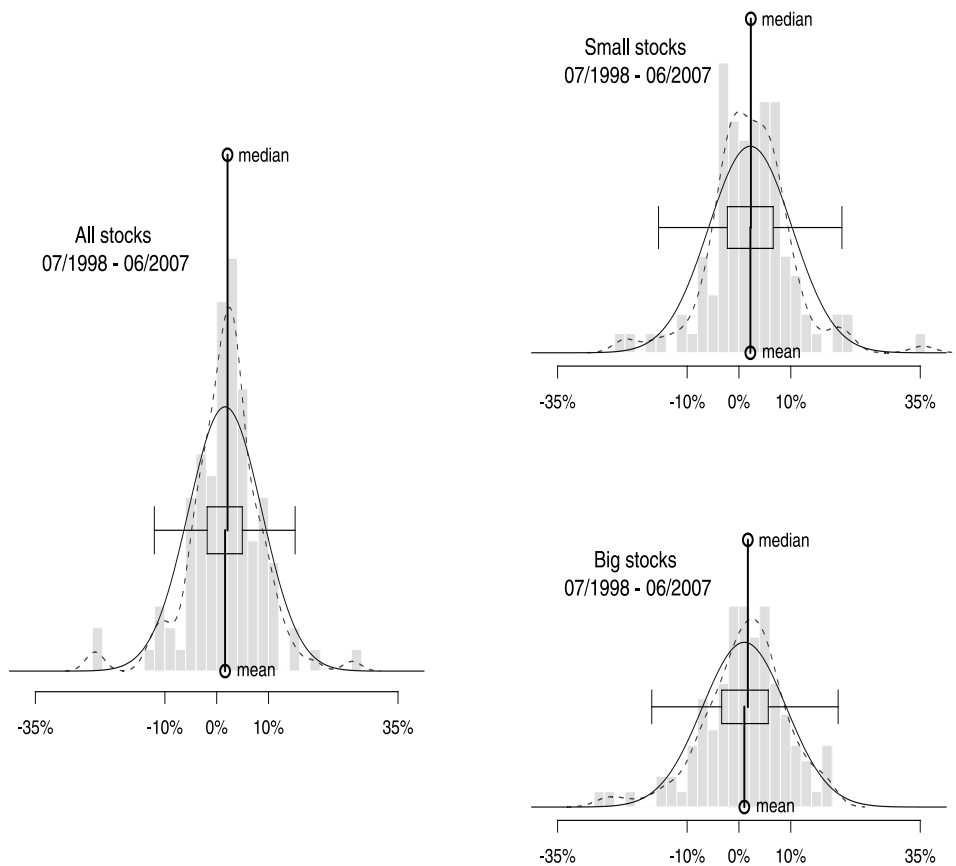 median
All stocks
07/1998 - 06/2007
mean
-35%
-10%
0%
10%
35%
median
Small stocks
07/1998 - 06/2007
mean
-35%
-10%
0%
10%
35%
median
Big stocks
07/1998 - 06/2007
mean
-35%
-10%
0%
10%
35%